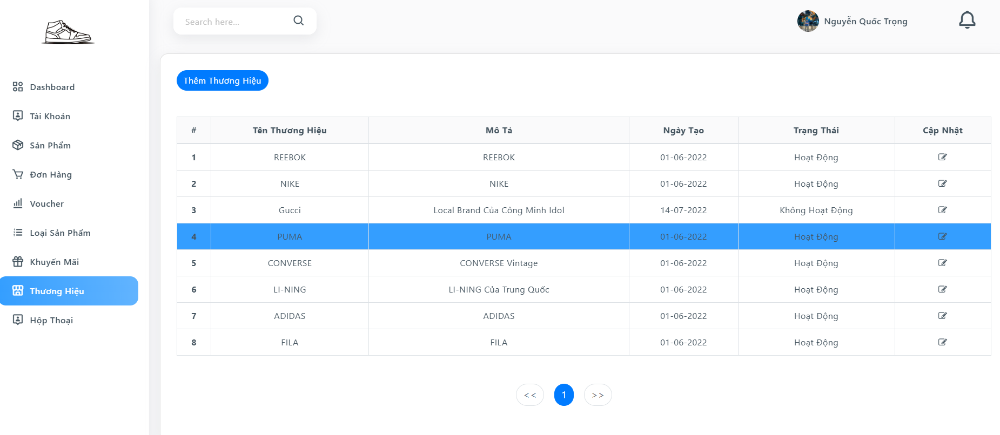 Search here...
Nguyễn Quốc Trọng
Dashboard
Tài Khoản
Sản Phẩm
Đơn Hàng
Voucher
Loại Sản Phẩm
Khuyến Mãi
Thương Hiệu
Hộp Thoại
Thêm Thương Hiệu
# Tên Thương Hiệu Mô Tả Ngày Tạo Trạng Thái Cập Nhật
1 REEBOK REEBOK 01-06-2022 Hoạt Động
2 NIKE NIKE 01-06-2022 Hoạt Động
3 Gucci Local Brand Của Công Minh Idol 14-07-2022 Không Hoạt Động
4 PUMA PUMA 01-06-2022 Hoạt Động
5 CONVERSE CONVERSE Vintage 01-06-2022 Hoạt Động
6 LI-NING LI-NING Của Trung Quốc 01-06-2022 Hoạt Động
7 ADIDAS ADIDAS 01-06-2022 Hoạt Động
8 FILA FILA 01-06-2022 Hoạt Động
<< 1 >>